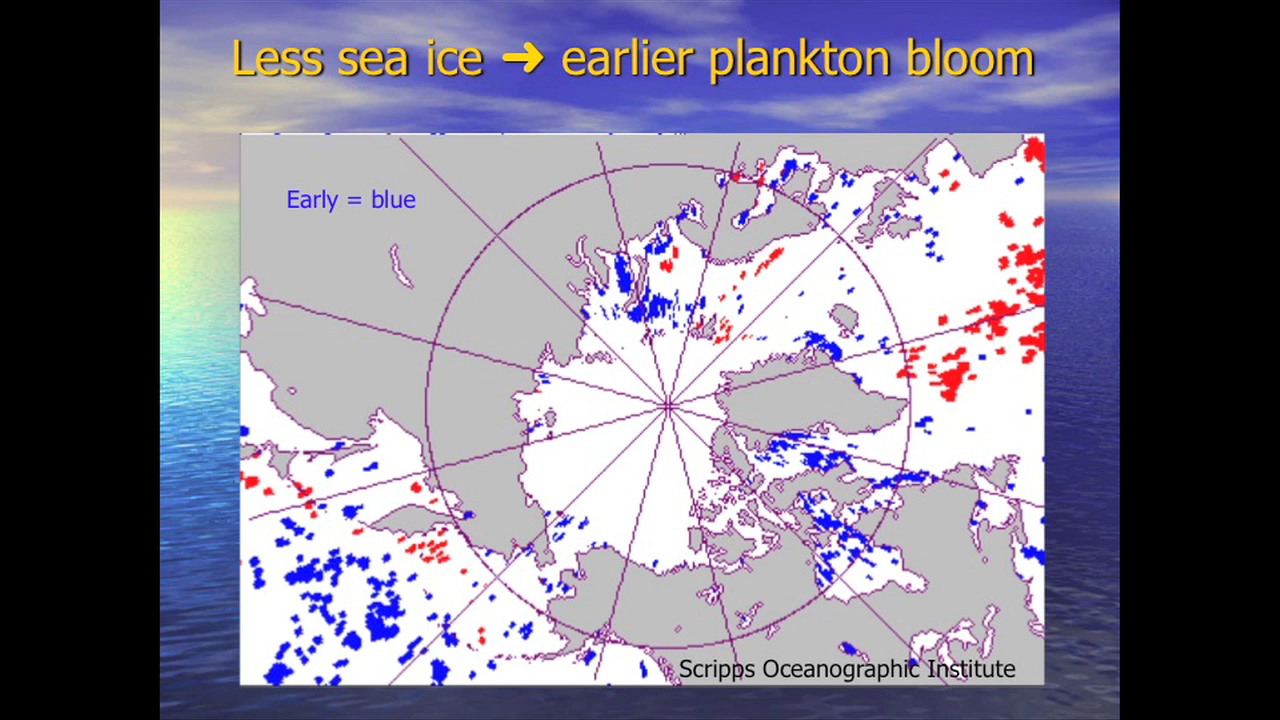 Less sea ice ➜ earlier plankton bloom
Early = blue
Scripps Oceanographic Institute